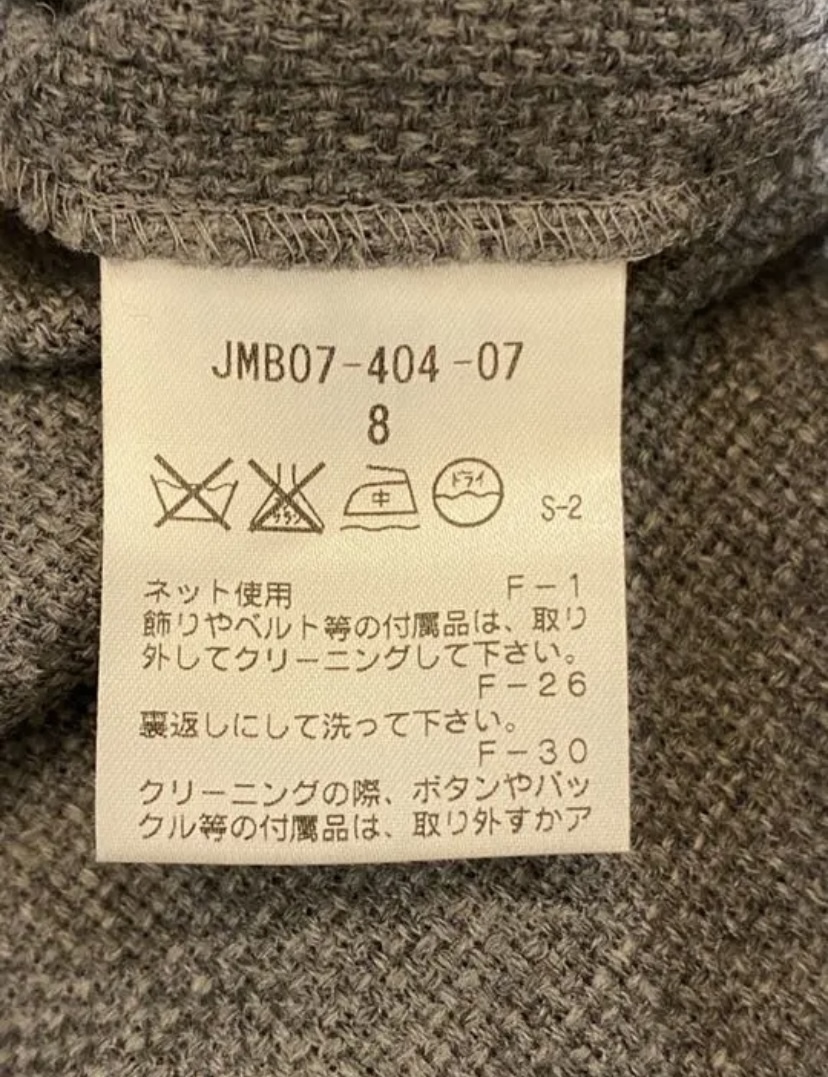 JMB07-404-07
8
中 ドライ S-2
ネット使用 F-1
飾りやベルト等の付属品は、取り
外してクリーニングして下さい。
F-26
裏返しにして洗って下さい。
F-30
クリーニングの際、ボタンやバッ
クル等の付属品は、取り外すかア